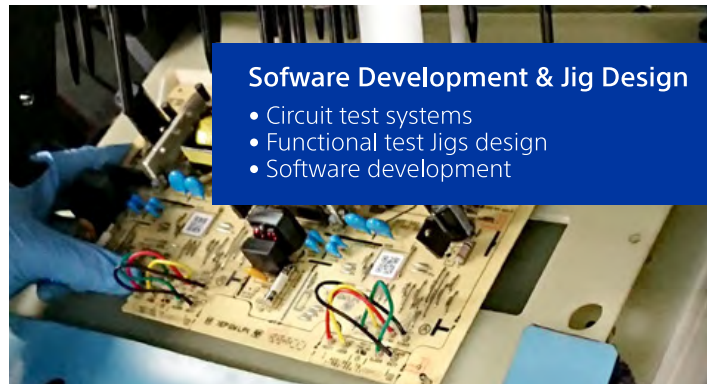 Sofware Development & Jig Design
• Circuit test systems
• Functional test Jigs design
• Software development